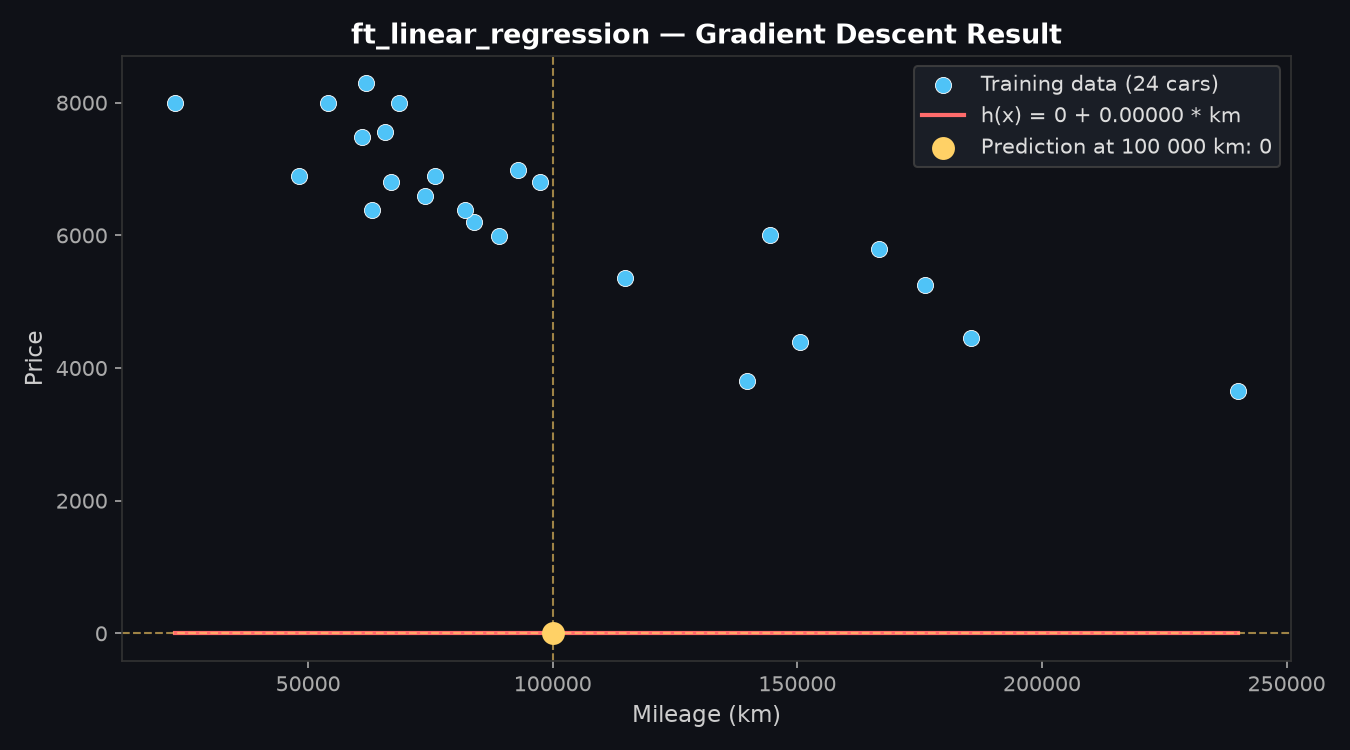 ft_linear_regression — Gradient Descent Result
Training data (24 cars)
h(x) = 0 + 0.00000 * km
Prediction at 100 000 km: 0
Price
8000
6000
4000
2000
0
50000
100000
150000
200000
250000
Mileage (km)